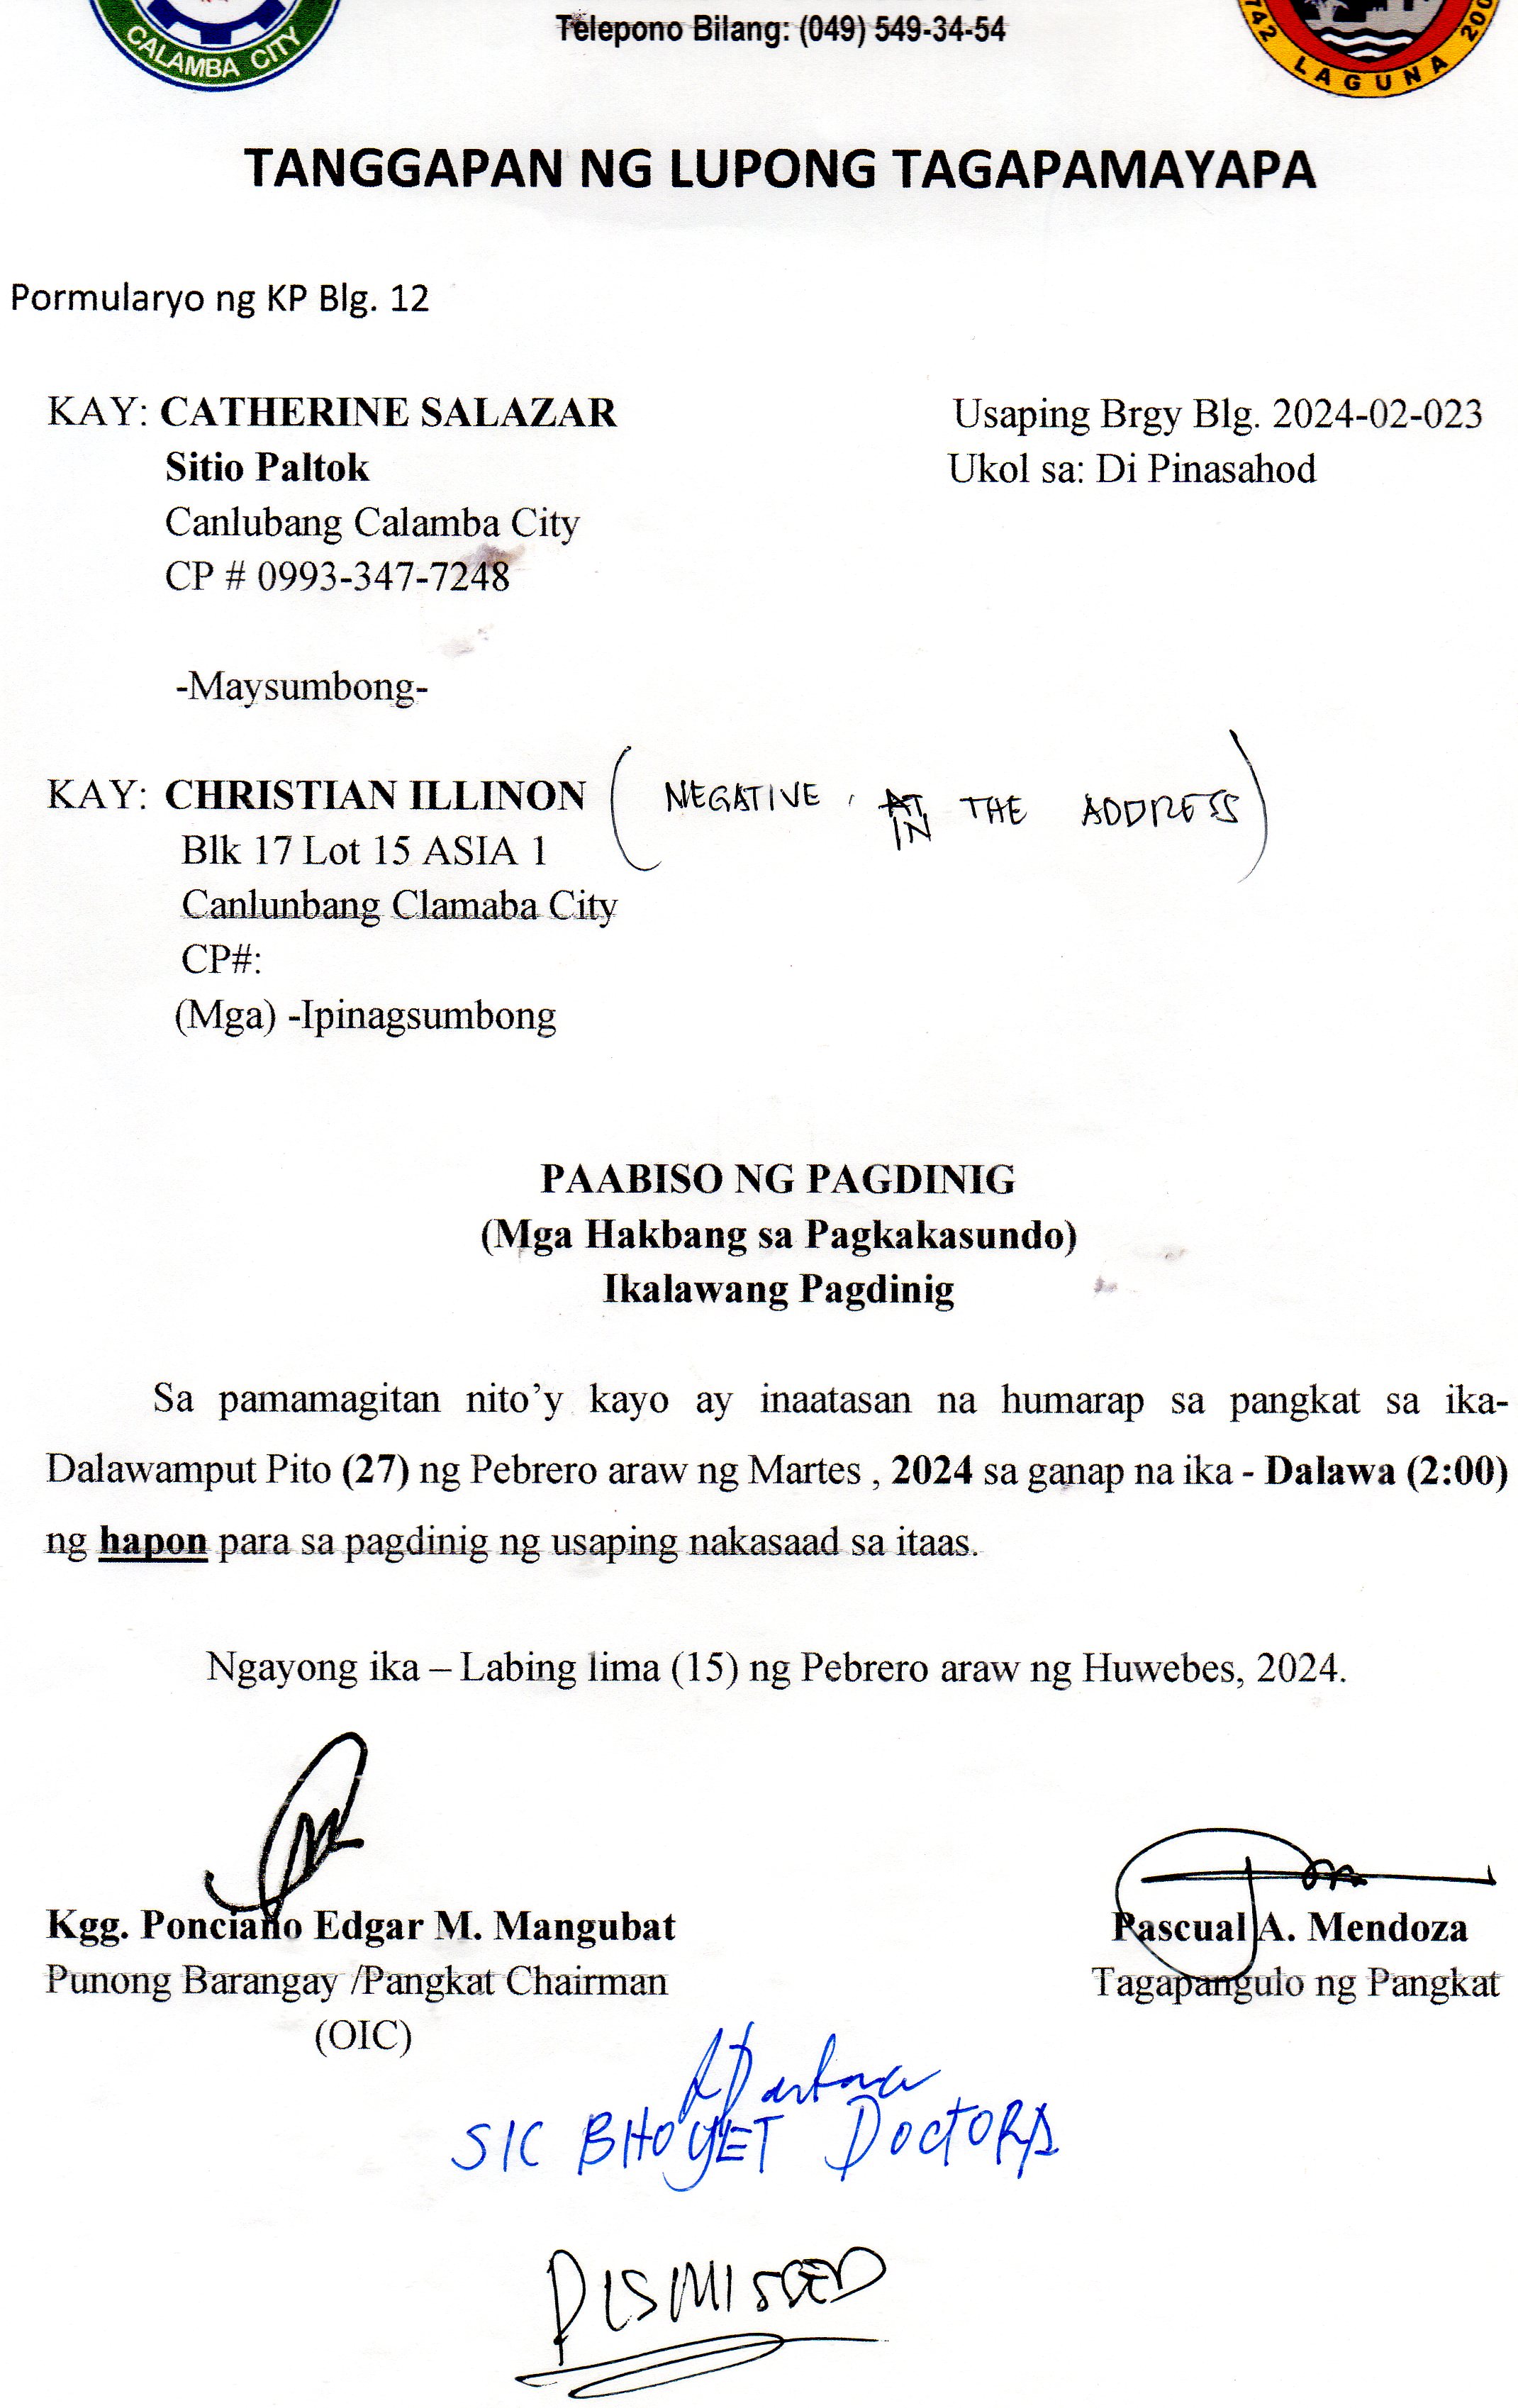 CALAMBA CITY
Telepono Bilang: (049) 549-34-54
742 LAGUNA 200
TANGGAPAN NG LUPONG TAGAPAMAYAPA
Pormularyo ng KP Blg. 12
KAY: CATHERINE SALAZAR Usaping Brgy Blg. 2024-02-023
Sitio Paltok Ukol sa: Di Pinasahod
Canlubang Calamba City
CP # 0993-347-7248
-Maysumbong-
KAY: CHRISTIAN ILLINON (NEGATIVE, AT IN THE ADDRESS)
Blk 17 Lot 15 ASIA 1
Canlunbang Clamaba City
CP#:
(Mga) -Ipinagsumbong
PAABISO NG PAGDINIG
(Mga Hakbang sa Pagkakasundo)
Ikalawang Pagdinig
Sa pamamagitan nito’y kayo ay inaatasan na humarap sa pangkat sa ika-
Dalawamput Pito (27) ng Pebrero araw ng Martes , 2024 sa ganap na ika - Dalawa (2:00)
ng hapon para sa pagdinig ng usaping nakasaad sa itaas.
Ngayong ika – Labing lima (15) ng Pebrero araw ng Huwebes, 2024.
Kgg. Ponciano Edgar M. Mangubat Pascual A. Mendoza
Punong Barangay /Pangkat Chairman Tagapangulo ng Pangkat
(OIC)
SIC BHOYET DOCTORA
DISMISSED